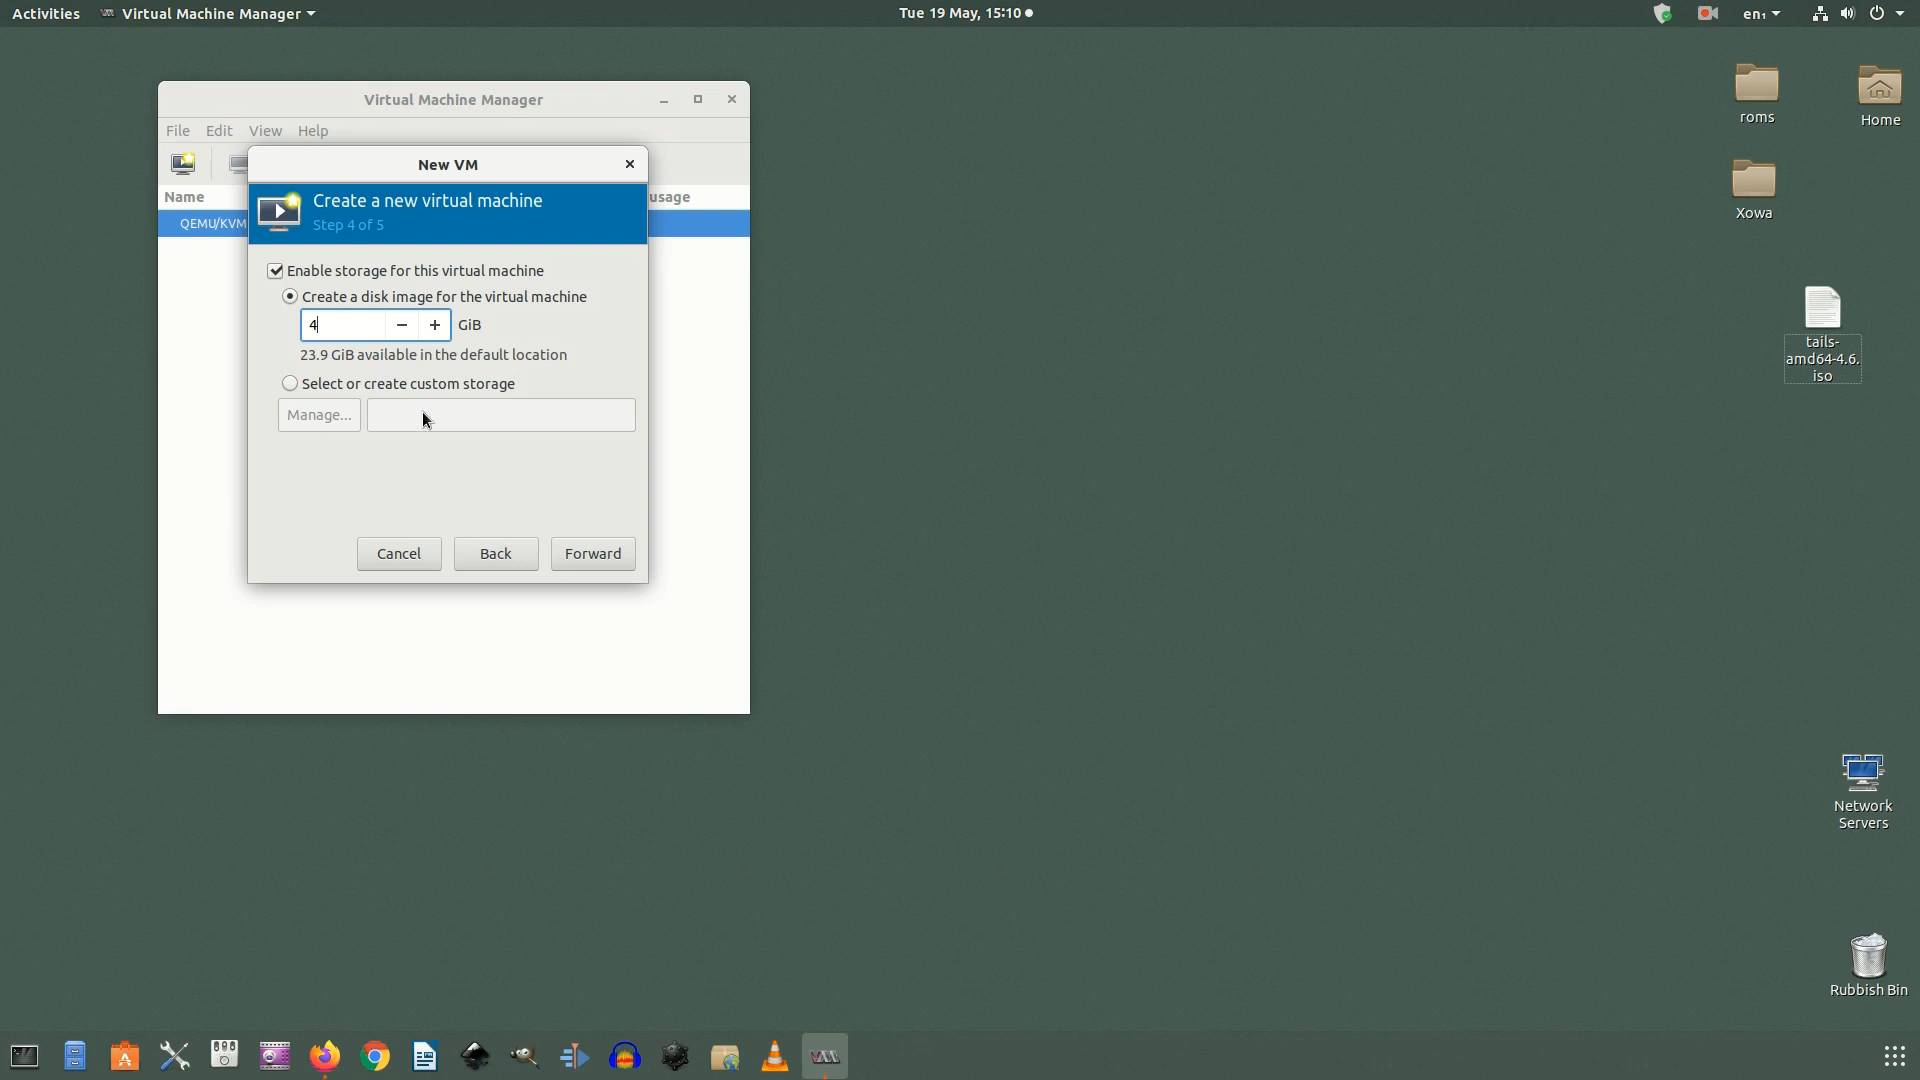 Activities
Virtual Machine Manager
Tue 19 May, 15:10
en₁
Virtual Machine Manager
File Edit View Help
New VM
Name
usage
Create a new virtual machine
Step 4 of 5
QEMU/KVM
Enable storage for this virtual machine
Create a disk image for the virtual machine
4 − + GiB
23.9 GiB available in the default location
Select or create custom storage
Manage...
Cancel Back Forward
roms
Home
Xowa
tails-
amd64-4.6.
iso
Network
Servers
Rubbish Bin